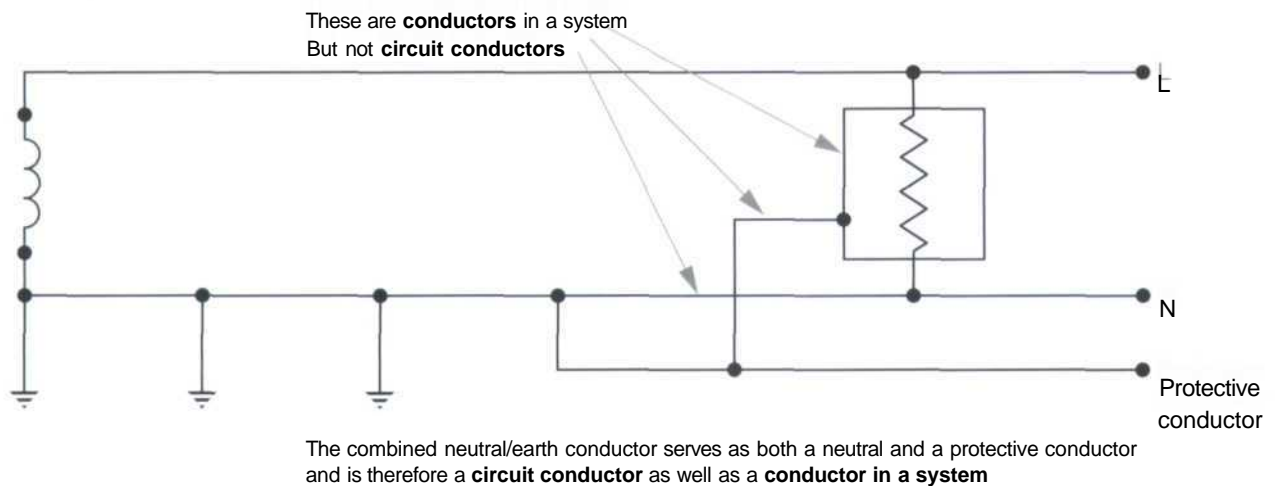 These are conductors in a system
But not circuit conductors
L
N
Protective
conductor
The combined neutral/earth conductor serves as both a neutral and a protective conductor
and is therefore a circuit conductor as well as a conductor in a system